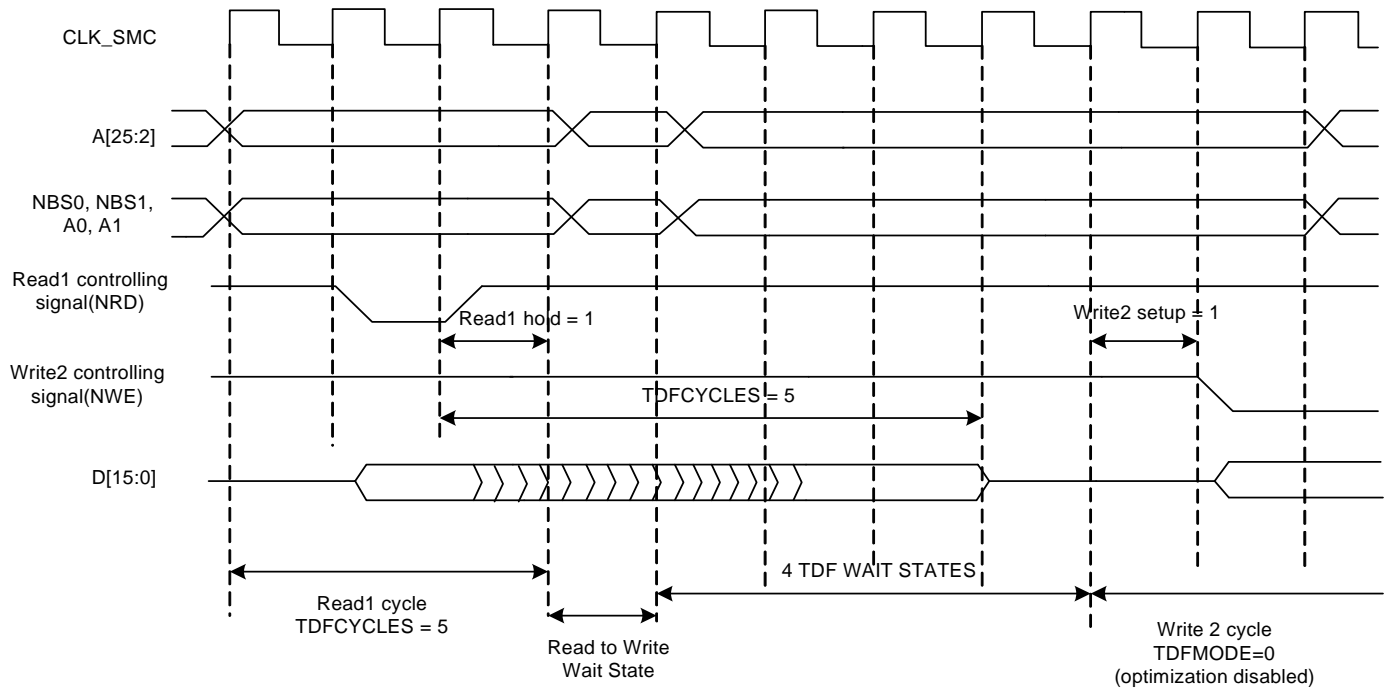 CLK_SMC
A[25:2]
NBS0, NBS1,
A0, A1
Read1 controlling
signal(NRD)
Read1 hold = 1
Write2 setup = 1
Write2 controlling
signal(NWE)
TDFCYCLES = 5
D[15:0]
4 TDF WAIT STATES
Read1 cycle
TDFCYCLES = 5
Read to Write
Wait State
Write 2 cycle
TDFMODE=0
(optimization disabled)